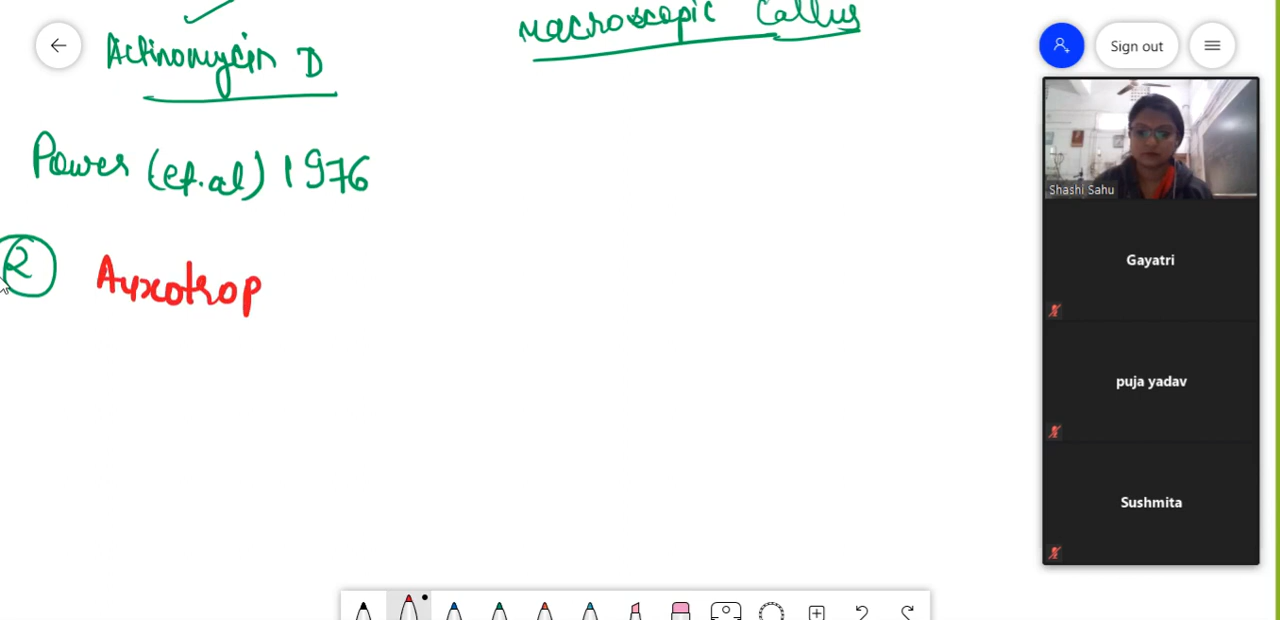 macroscopic Callus
Sign out
Actinomycin D
Power (et.al) 1976
Shashi Sahu
2 Auxotrop
Gayatri
puja yadav
Sushmita